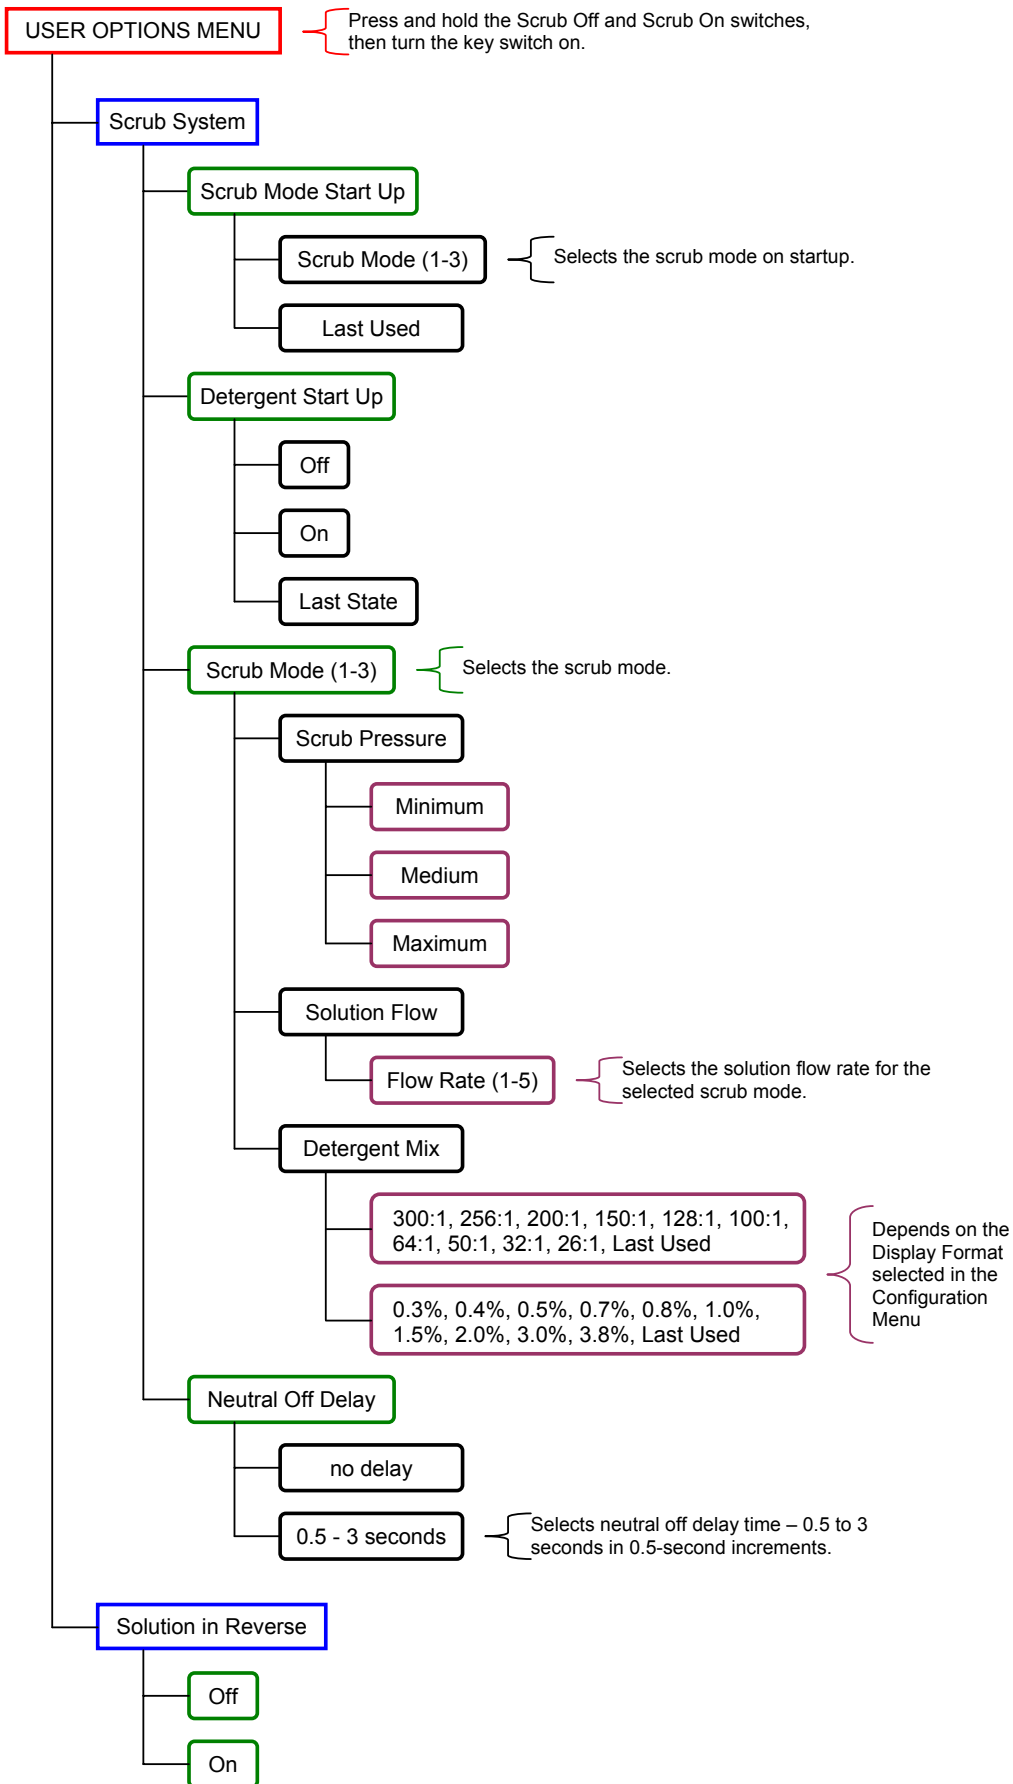 USER OPTIONS MENU
Press and hold the Scrub Off and Scrub On switches,
then turn the key switch on.
Scrub System
Scrub Mode Start Up
Scrub Mode (1-3)
Selects the scrub mode on startup.
Last Used
Detergent Start Up
Off
On
Last State
Scrub Mode (1-3)
Selects the scrub mode.
Scrub Pressure
Minimum
Medium
Maximum
Solution Flow
Flow Rate (1-5)
Selects the solution flow rate for the
selected scrub mode.
Detergent Mix
300:1, 256:1, 200:1, 150:1, 128:1, 100:1,
64:1, 50:1, 32:1, 26:1, Last Used
0.3%, 0.4%, 0.5%, 0.7%, 0.8%, 1.0%,
1.5%, 2.0%, 3.0%, 3.8%, Last Used
Depends on the
Display Format
selected in the
Configuration
Menu
Neutral Off Delay
no delay
0.5 - 3 seconds
Selects neutral off delay time – 0.5 to 3
seconds in 0.5-second increments.
Solution in Reverse
Off
On